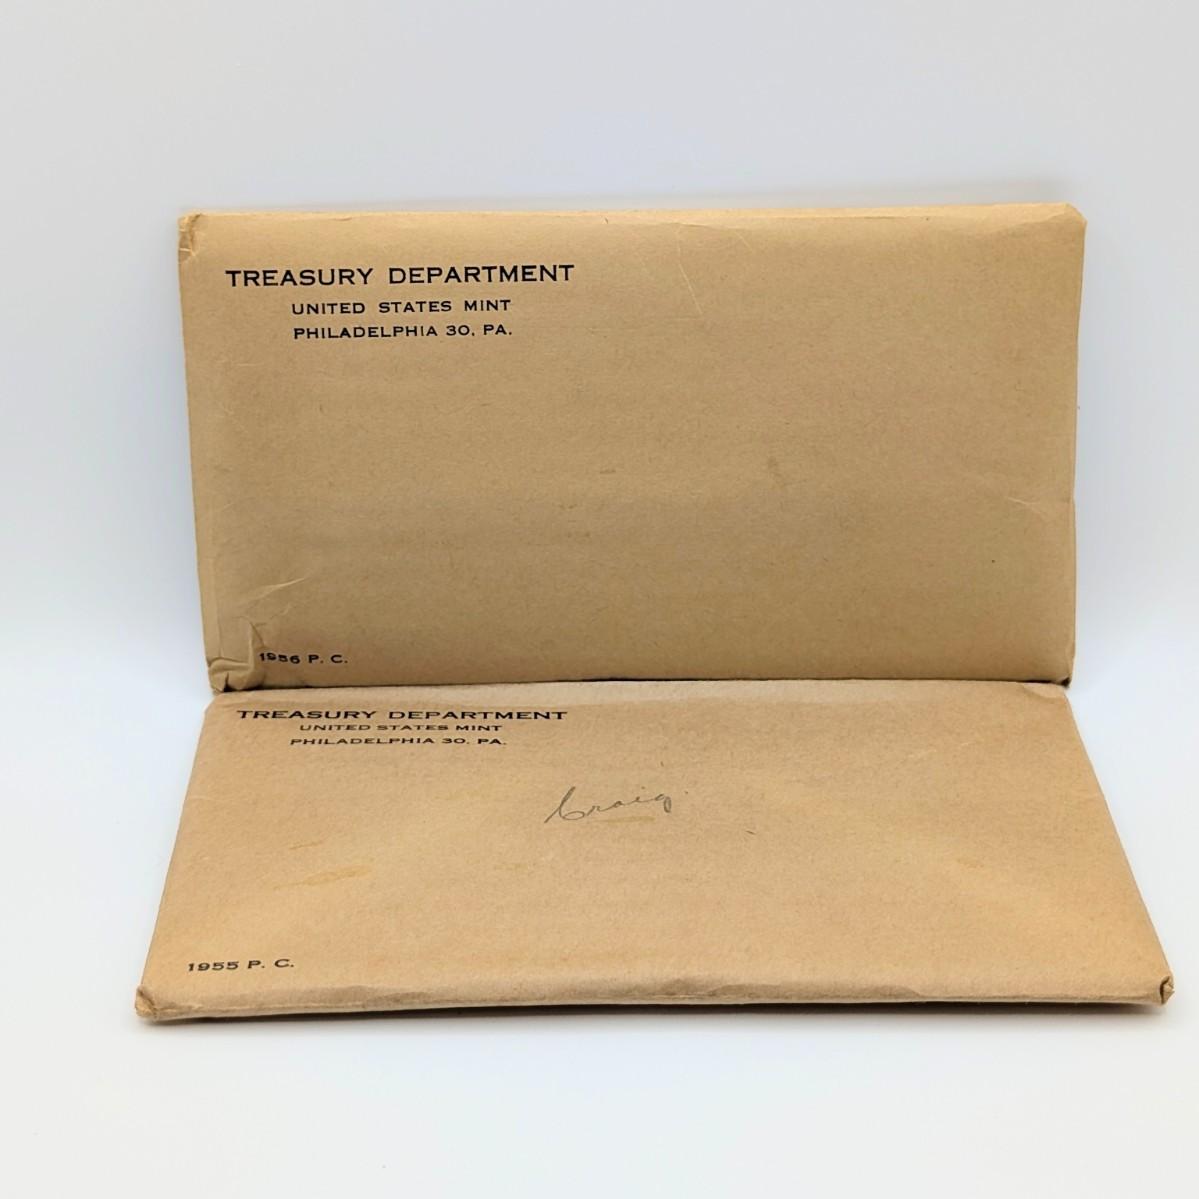 TREASURY DEPARTMENT
UNITED STATES MINT
PHILADELPHIA 30, PA.
1956 P. C.
TREASURY DEPARTMENT
UNITED STATES MINT
PHILADELPHIA 30, PA.
Craig
1955 P. C.